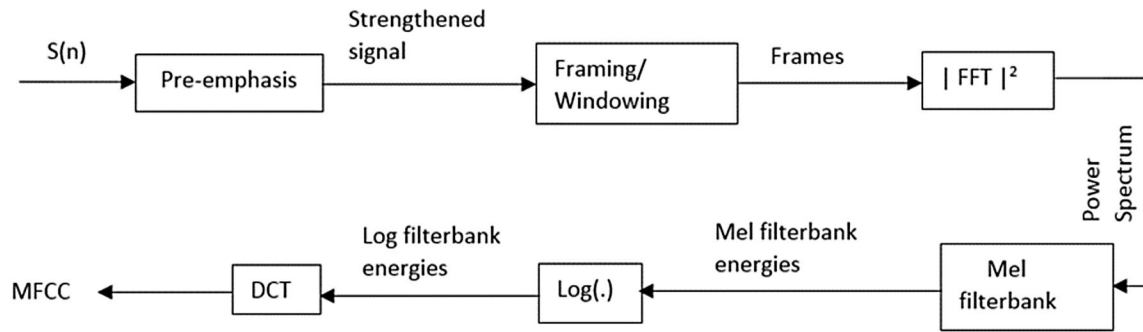 S(n)
Pre-emphasis
Strengthened
signal
Framing/
Windowing
Frames
| FFT |²
Power
Spectrum
Mel
filterbank
Mel filterbank
energies
Log(.)
Log filterbank
energies
DCT
MFCC